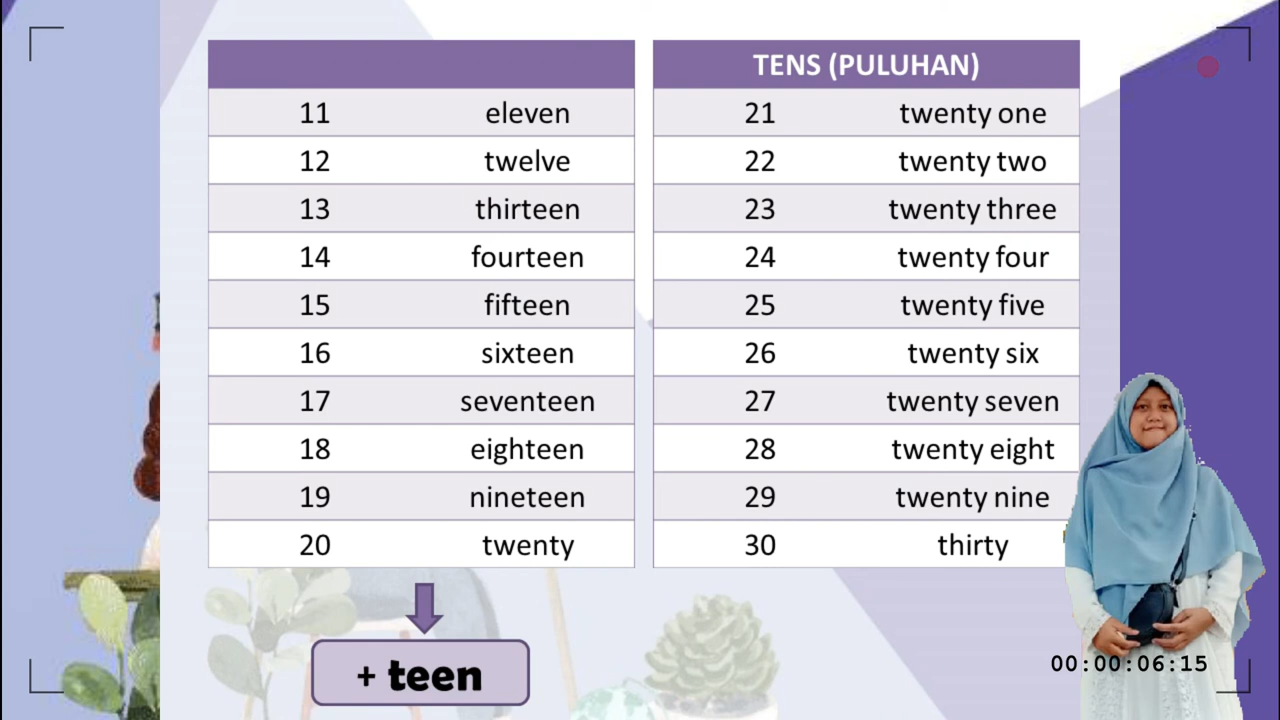 11 eleven
12 twelve
13 thirteen
14 fourteen
15 fifteen
16 sixteen
17 seventeen
18 eighteen
19 nineteen
20 twenty
+ teen
TENS (PULUHAN)
21 twenty one
22 twenty two
23 twenty three
24 twenty four
25 twenty five
26 twenty six
27 twenty seven
28 twenty eight
29 twenty nine
30 thirty
00:00:06:15